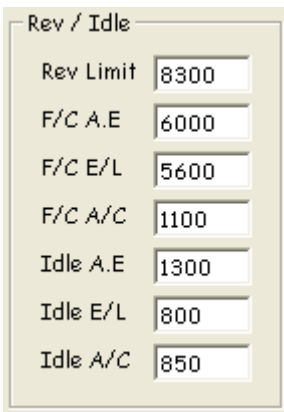 Rev / Idle
Rev Limit 8300
F/C A.E 6000
F/C E/L 5600
F/C A/C 1100
Idle A.E 1300
Idle E/L 800
Idle A/C 850